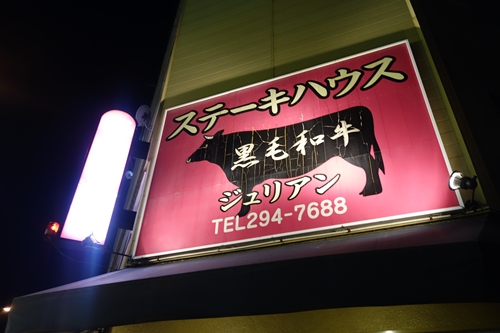 ステーキハウス
黒毛和牛
ジュリアン
TEL294-7688